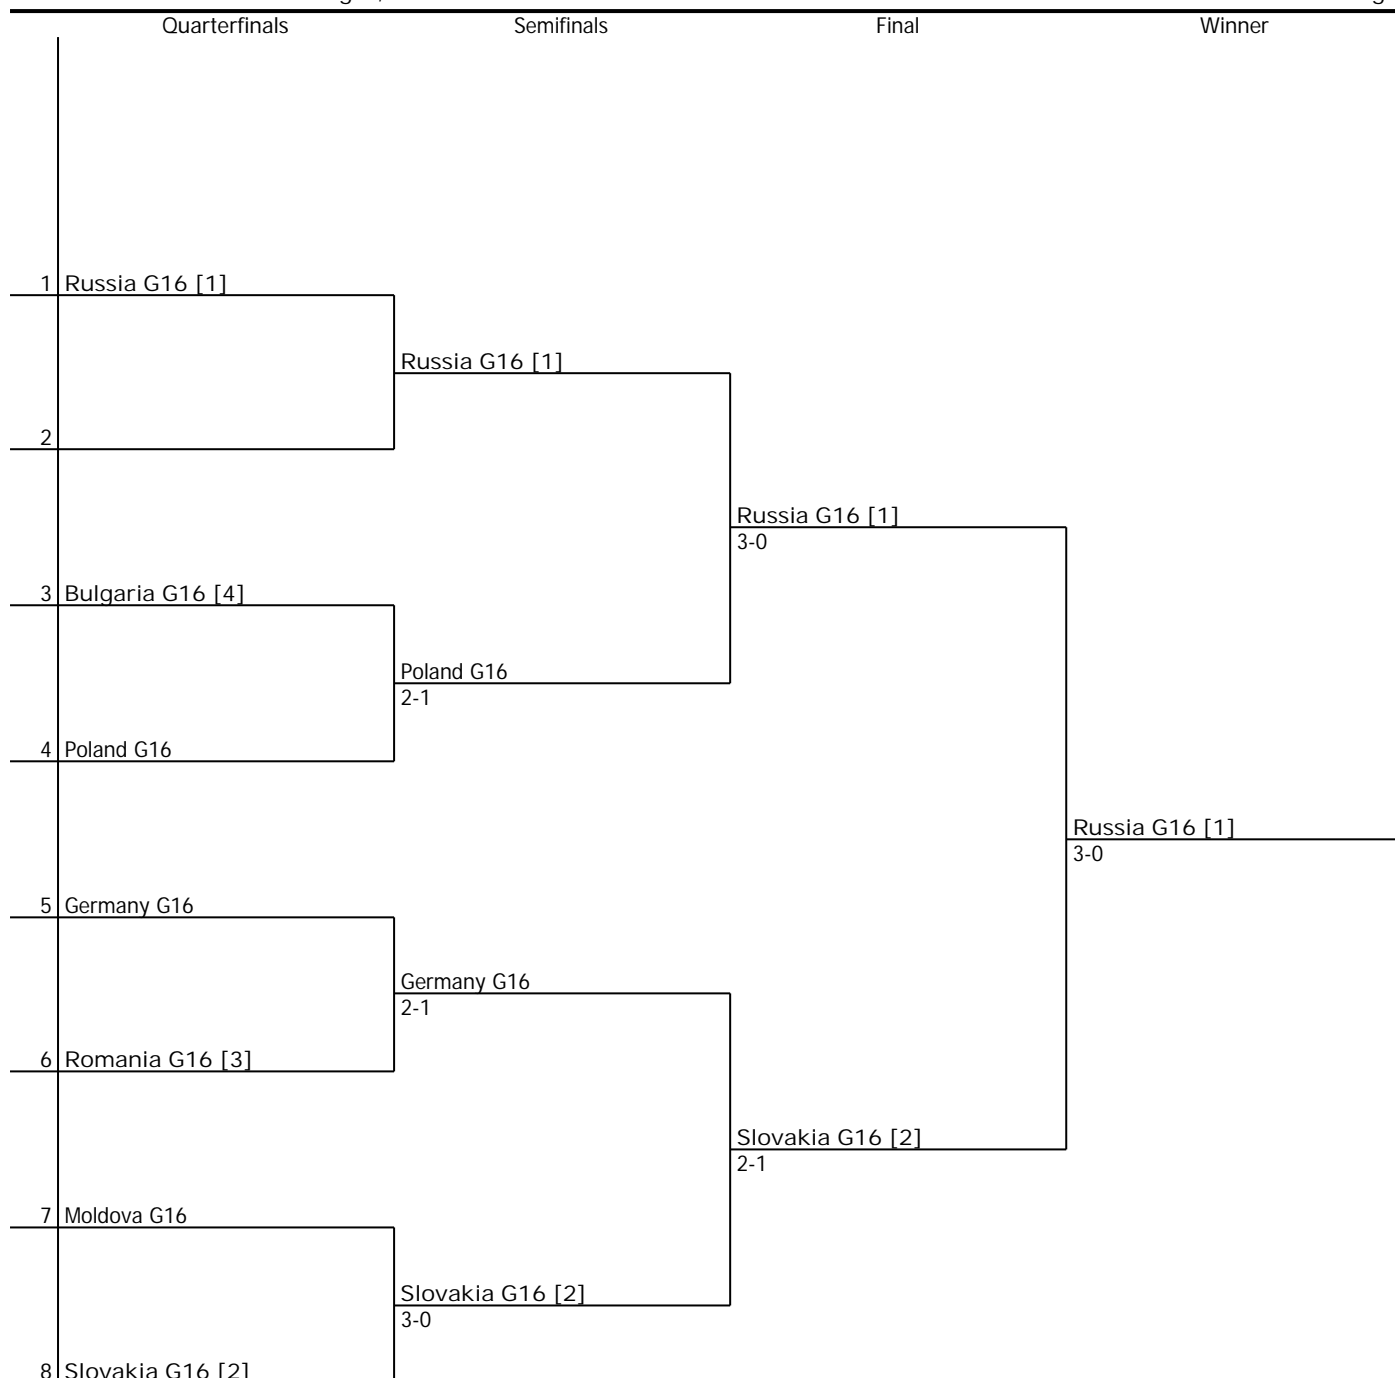 Quarterfinals Semifinals Final Winner
1 Russia G16 [1]
Russia G16 [1]
2
Russia G16 [1]
3-0
3 Bulgaria G16 [4]
Poland G16
2-1
4 Poland G16
Russia G16 [1]
3-0
5 Germany G16
Germany G16
2-1
6 Romania G16 [3]
Slovakia G16 [2]
2-1
7 Moldova G16
Slovakia G16 [2]
3-0
8 Slovakia G16 [2]